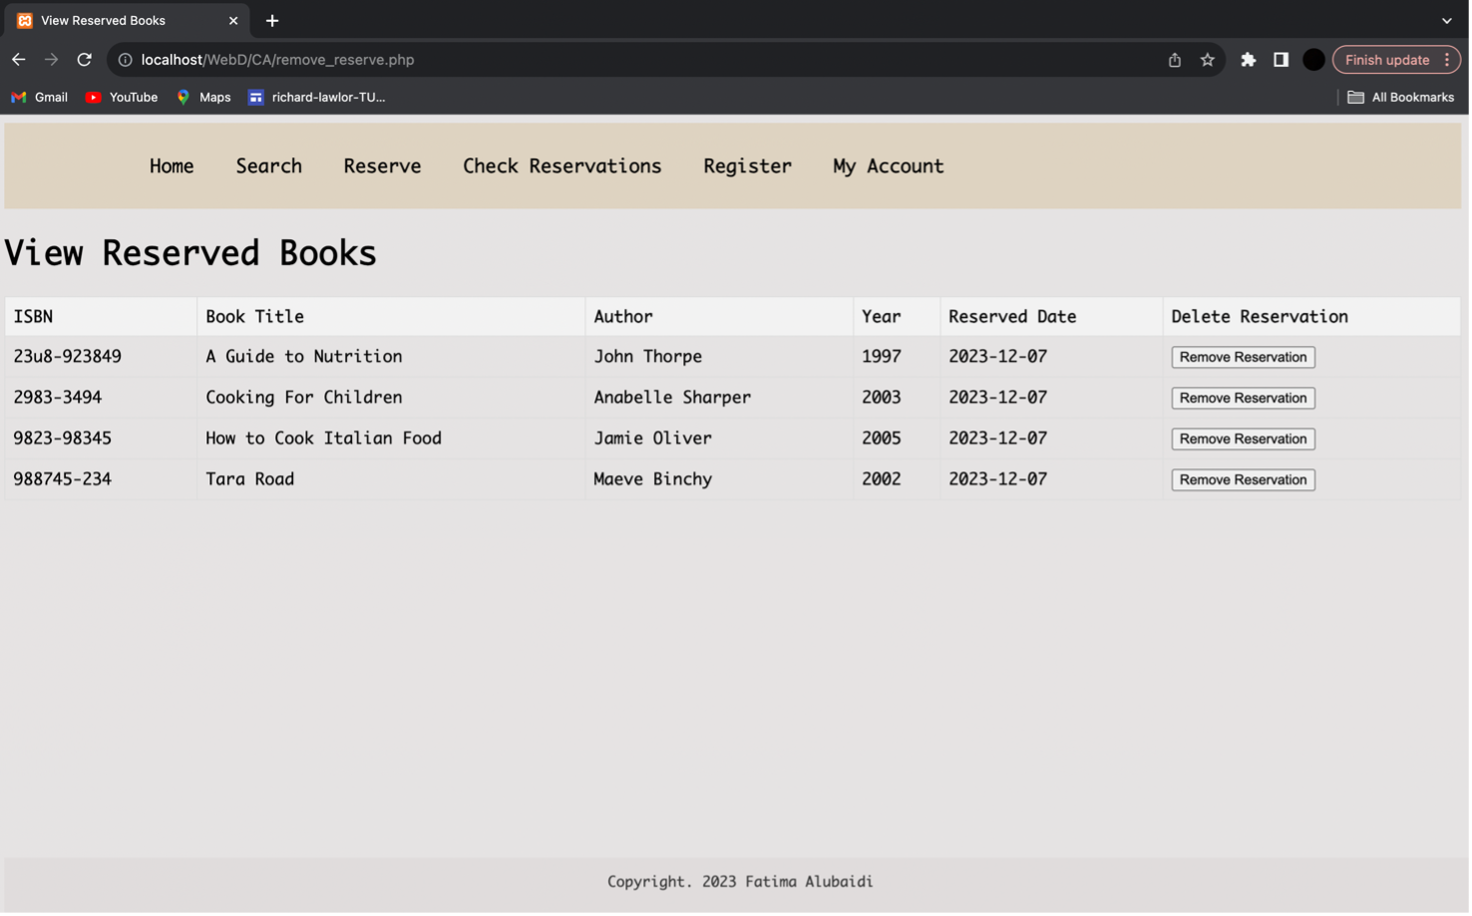 View Reserved Books
localhost/WebD/CA/remove_reserve.php
Finish update
Gmail YouTube Maps richard-lawlor-TU... All Bookmarks
Home Search Reserve Check Reservations Register My Account
View Reserved Books
ISBN Book Title Author Year Reserved Date Delete Reservation
23u8-923849 A Guide to Nutrition John Thorpe 1997 2023-12-07 Remove Reservation
2983-3494 Cooking For Children Anabelle Sharper 2003 2023-12-07 Remove Reservation
9823-98345 How to Cook Italian Food Jamie Oliver 2005 2023-12-07 Remove Reservation
988745-234 Tara Road Maeve Binchy 2002 2023-12-07 Remove Reservation
Copyright. 2023 Fatima Alubaidi